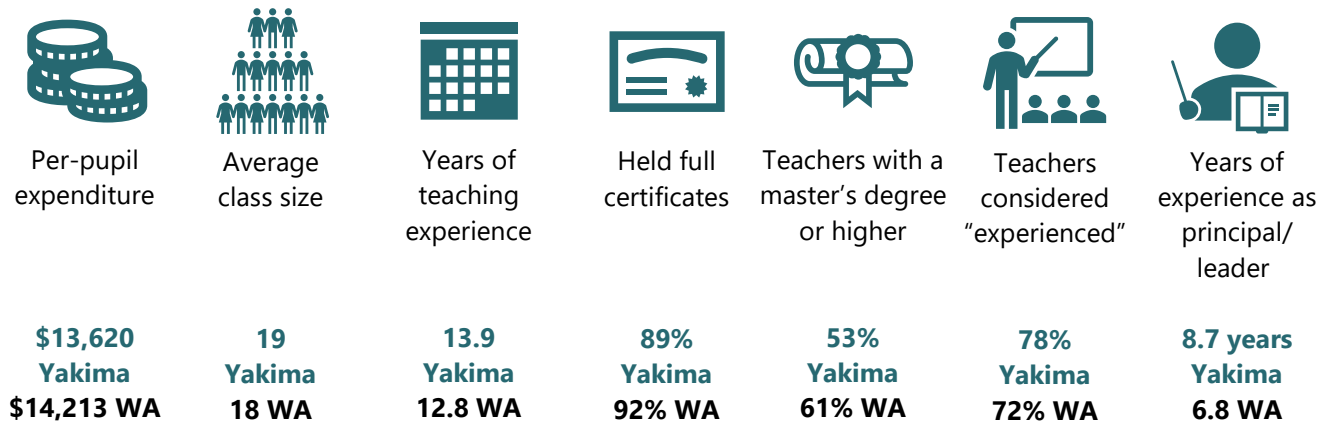 Per-pupil
expenditure
Average
class size
Years of
teaching
experience
Held full
certificates
Teachers with a
master’s degree
or higher
Teachers
considered
“experienced”
Years of
experience as
principal/
leader
$13,620
Yakima
$14,213 WA
19
Yakima
18 WA
13.9
Yakima
12.8 WA
89%
Yakima
92% WA
53%
Yakima
61% WA
78%
Yakima
72% WA
8.7 years
Yakima
6.8 WA